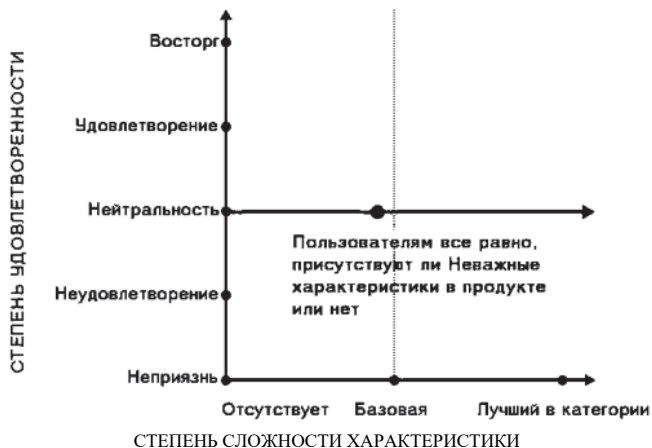 СТЕПЕНЬ УДОВЛЕТВОРЕННОСТИ
Восторг
Удовлетворение
Нейтральность
Пользователям все равно,
присутствуют ли Неважные
характеристики в продукте
или нет
Неудовлетворение
Неприязнь
Отсутствует Базовая Лучший в категории
СТЕПЕНЬ СЛОЖНОСТИ ХАРАКТЕРИСТИКИ